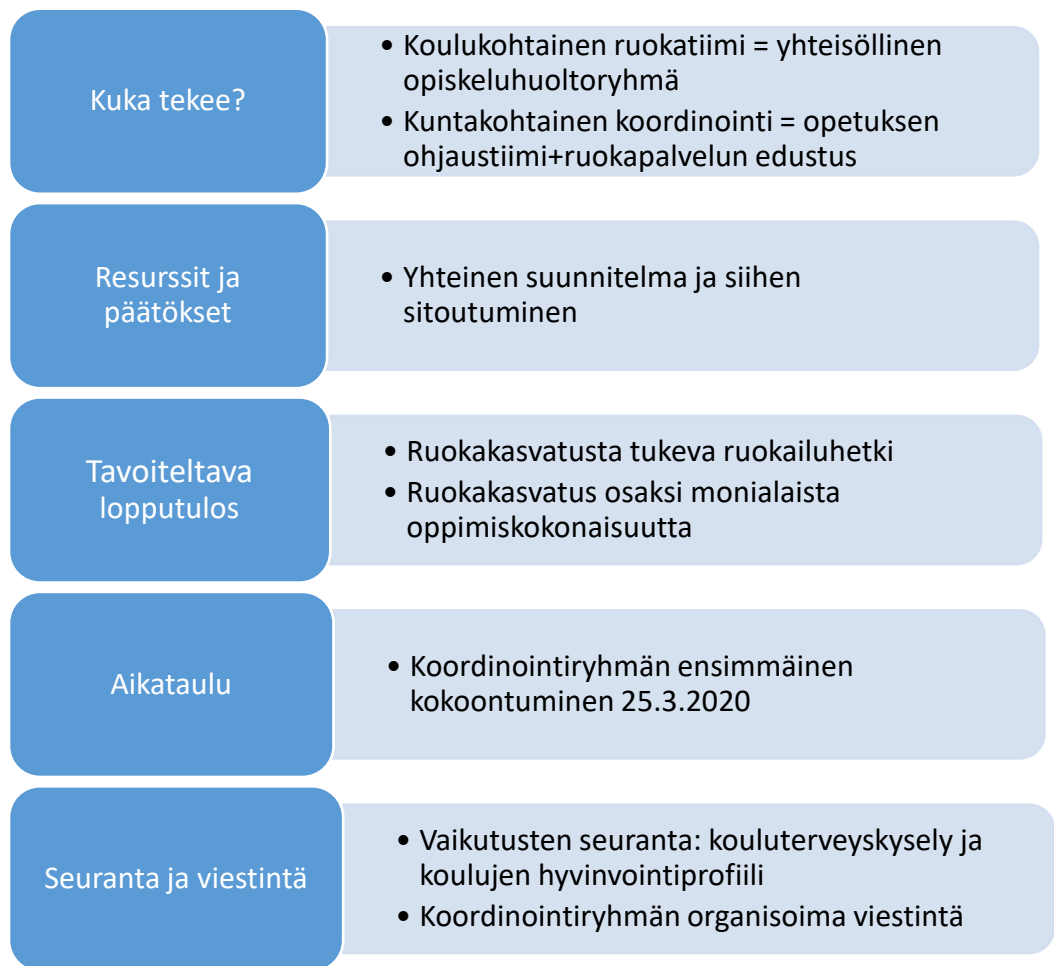 Kuka tekee?
• Koulukohtainen ruokatiimi = yhteisöllinen
opiskeluhuoltoryhmä
• Kuntakohtainen koordinointi = opetuksen
ohjaustiimi+ruokapalvelun edustus
Resurssit ja
päätökset
• Yhteinen suunnitelma ja siihen
sitoutuminen
Tavoiteltava
lopputulos
• Ruokakasvatusta tukeva ruokailuhetki
• Ruokakasvatus osaksi monialaista
oppimiskokonaisuutta
Aikataulu
• Koordinointiryhmän ensimmäinen
kokoontuminen 25.3.2020
Seuranta ja viestintä
• Vaikutusten seuranta: kouluterveyskysely ja
koulujen hyvinvointiprofiili
• Koordinointiryhmän organisoima viestintä